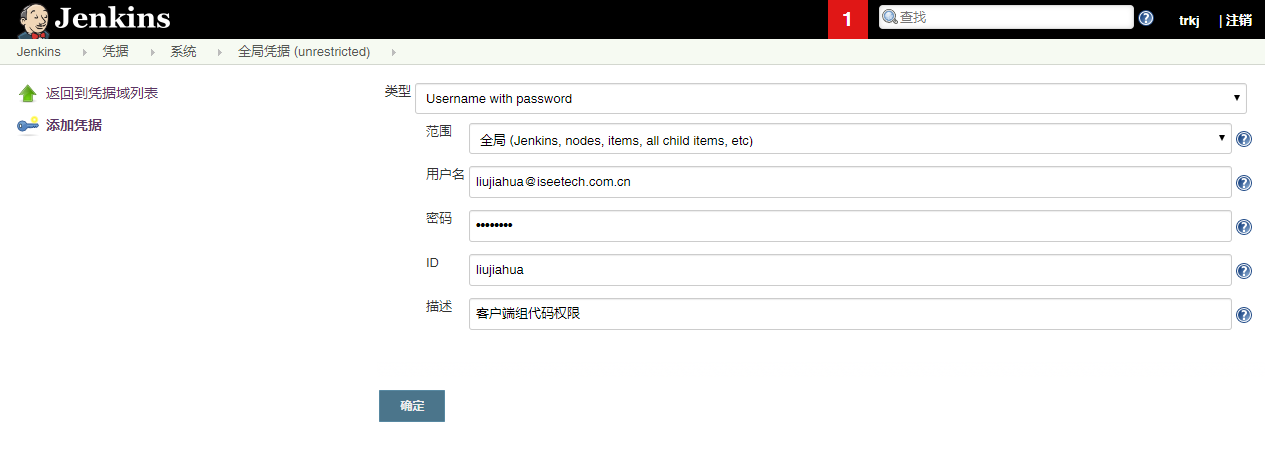 Jenkins
1
查找
trkj
| 注销
Jenkins
凭据
系统
全局凭据 (unrestricted)
返回到凭据域列表
添加凭据
类型
Username with password
范围
全局 (Jenkins, nodes, items, all child items, etc)
用户名
liujiahua@iseetech.com.cn
密码
••••••••
ID
liujiahua
描述
客户端组代码权限
确定